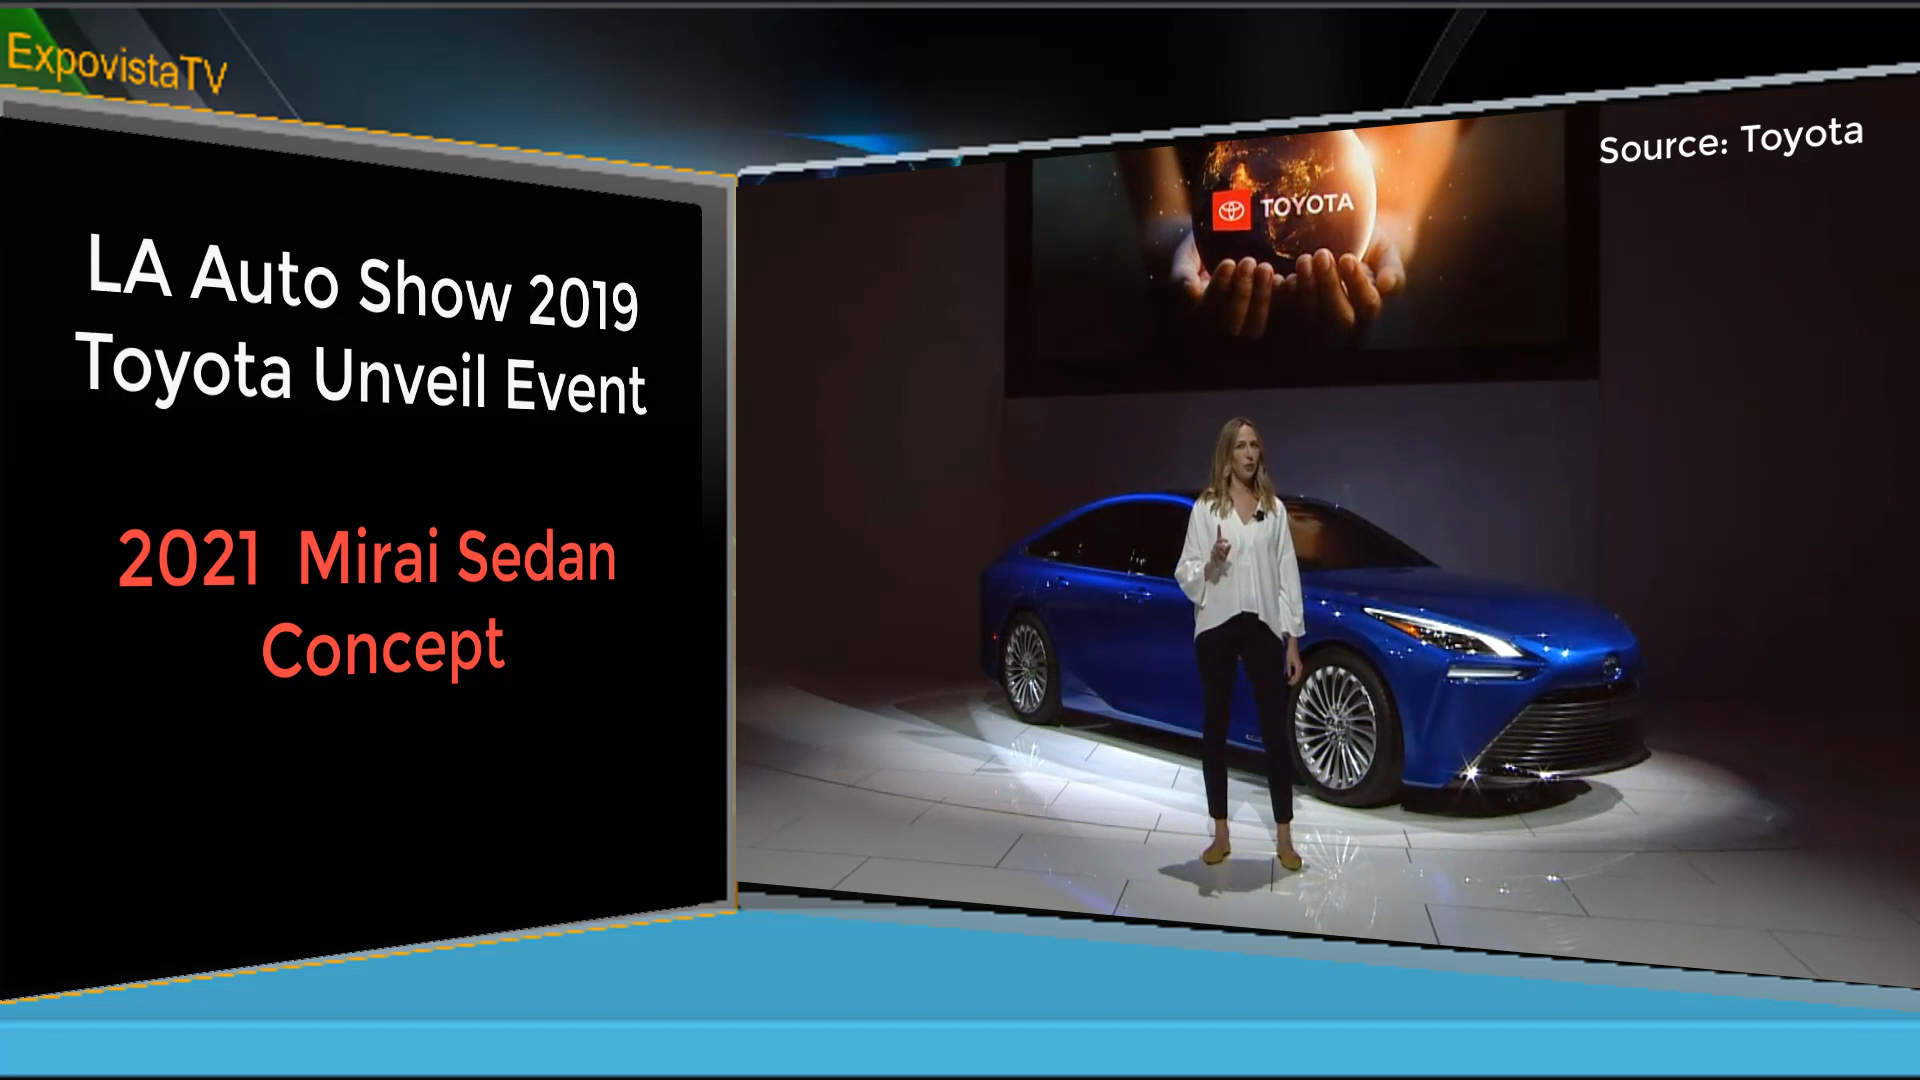 ExpovistaTV
Source: Toyota
TOYOTA
LA Auto Show 2019
Toyota Unveil Event
2021 Mirai Sedan
Concept